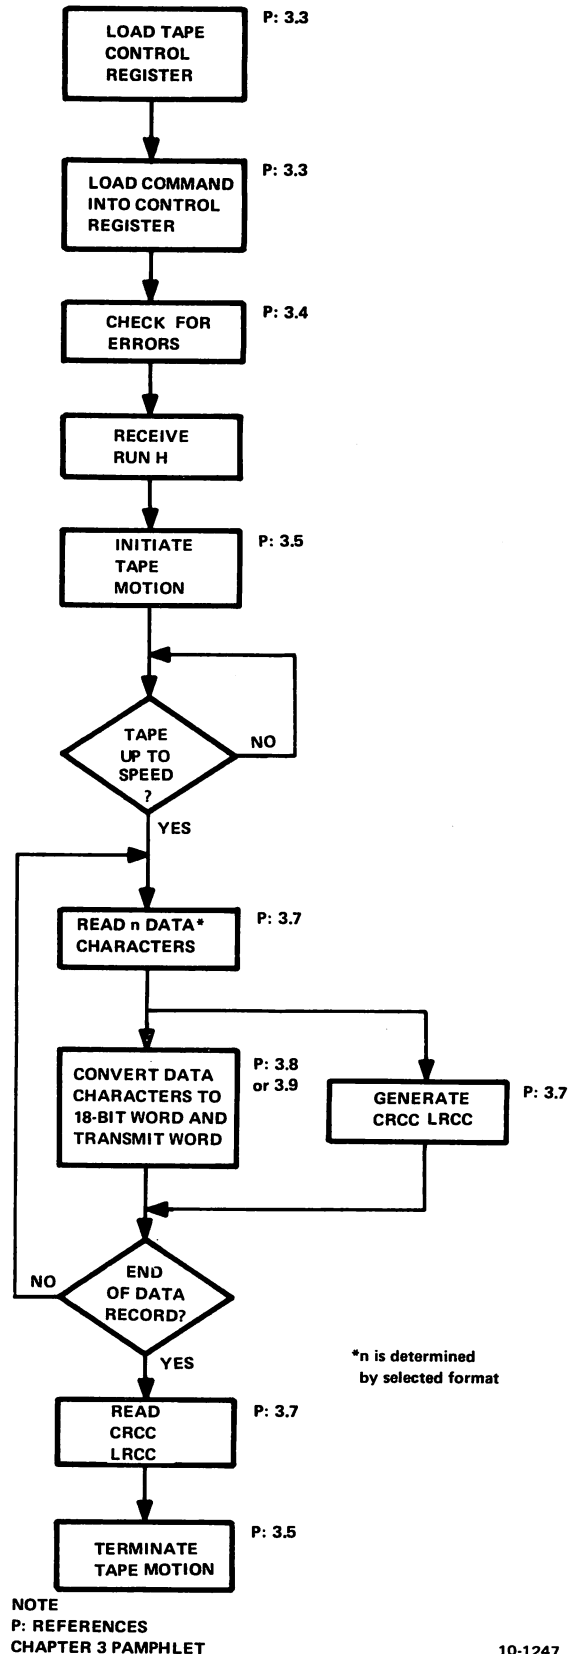 LOAD TAPE
CONTROL
REGISTER
P: 3.3
LOAD COMMAND
INTO CONTROL
REGISTER
P: 3.3
CHECK FOR
ERRORS
P: 3.4
RECEIVE
RUN H
INITIATE
TAPE
MOTION
P: 3.5
TAPE
UP TO
SPEED
?
NO
YES
READ n DATA*
CHARACTERS
P: 3.7
CONVERT DATA
CHARACTERS TO
18-BIT WORD AND
TRANSMIT WORD
P: 3.8
or 3.9
GENERATE
CRCC LRCC
P: 3.7
END
OF DATA
RECORD?
NO
YES
*n is determined
by selected format
READ
CRCC
LRCC
P: 3.7
TERMINATE
TAPE MOTION
P: 3.5
NOTE
P: REFERENCES
CHAPTER 3 PAMPHLET
10-1247